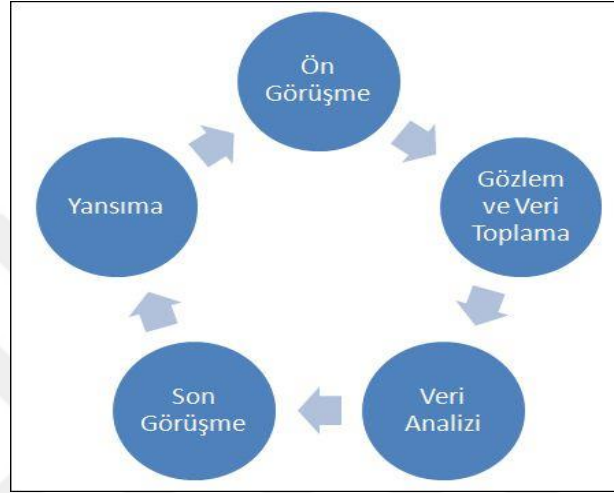 Ön
Görüşme
Gözlem
ve Veri
Toplama
Veri
Analizi
Son
Görüşme
Yansıma